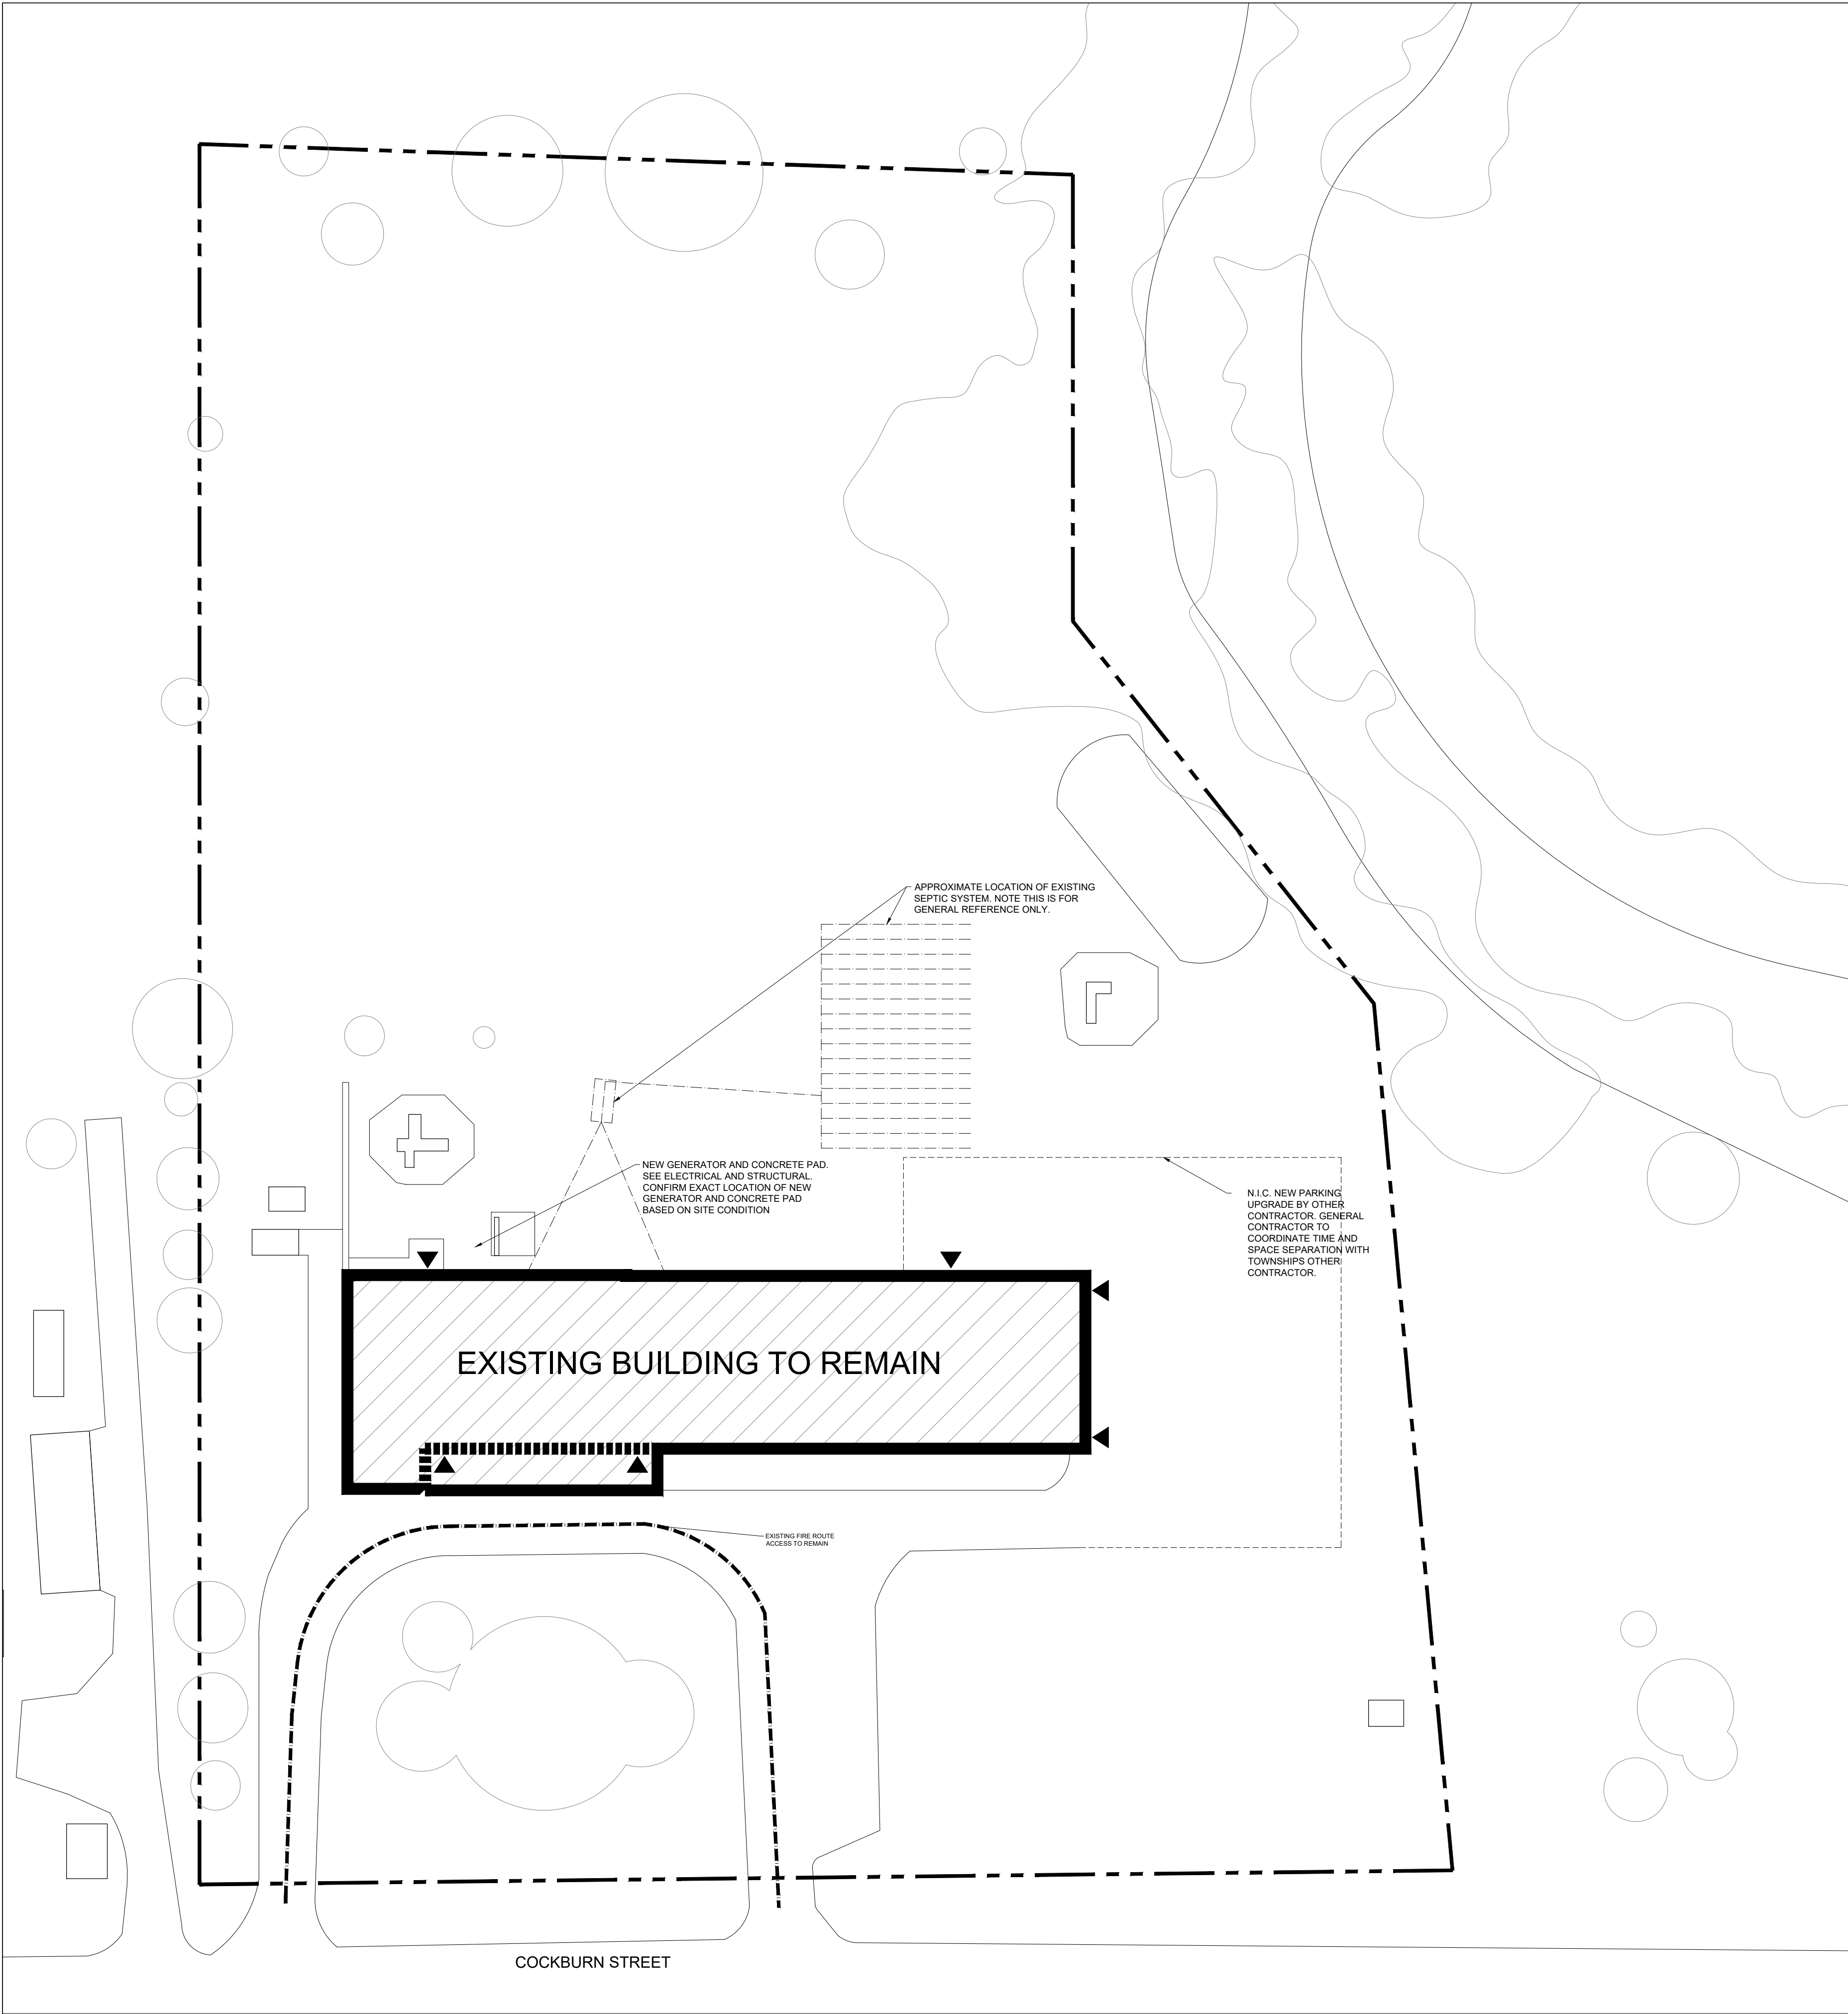 APPROXIMATE LOCATION OF EXISTING
SEPTIC SYSTEM. NOTE THIS IS FOR
GENERAL REFERENCE ONLY.
NEW GENERATOR AND CONCRETE PAD.
SEE ELECTRICAL AND STRUCTURAL.
CONFIRM EXACT LOCATION OF NEW
GENERATOR AND CONCRETE PAD
BASED ON SITE CONDITION
N.I.C. NEW PARKING
UPGRADE BY OTHER
CONTRACTOR. GENERAL
CONTRACTOR TO
COORDINATE TIME AND
SPACE SEPARATION WITH
TOWNSHIPS OTHER
CONTRACTOR.
EXISTING BUILDING TO REMAIN
EXISTING FIRE ROUTE
ACCESS TO REMAIN
COCKBURN STREET